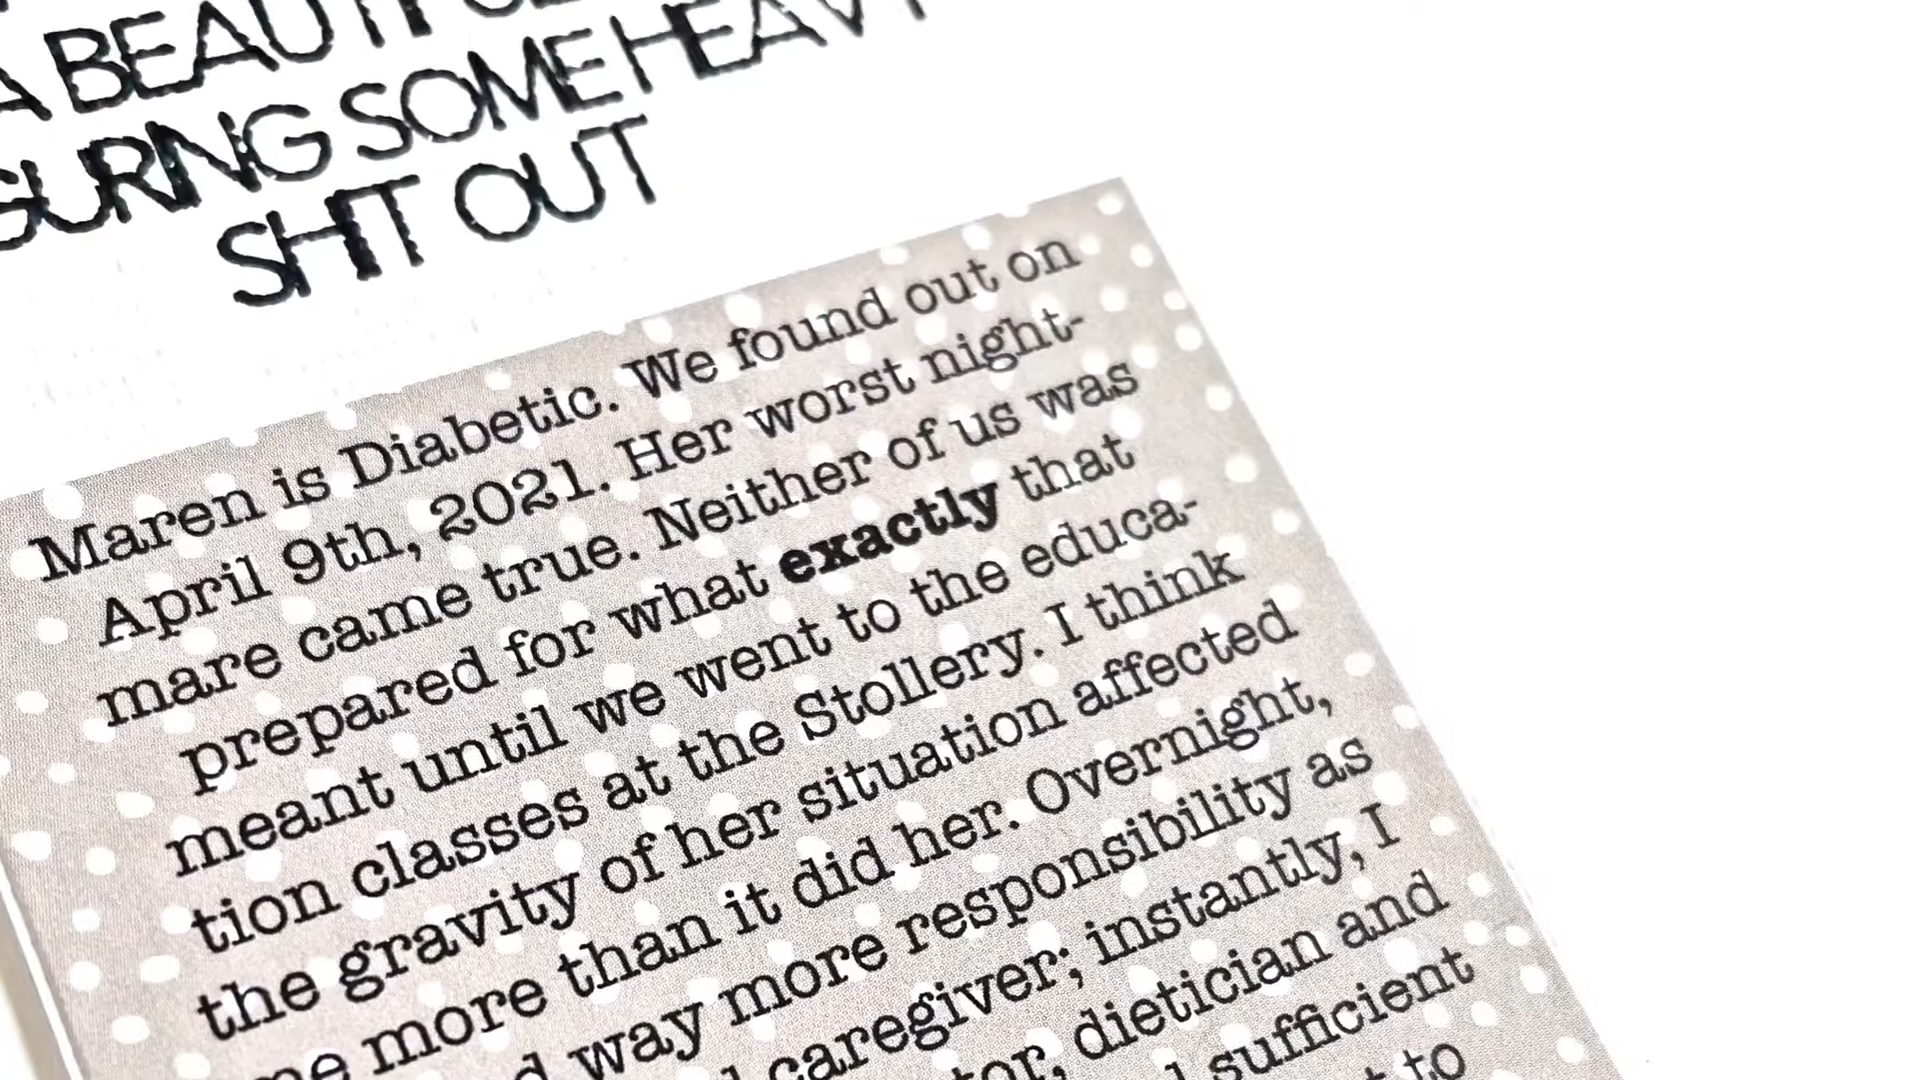 A BEAUTIFUL
SOME HEAVY
SHIT OUT
Maren is Diabetic. We found out on
April 9th, 2021. Her worst night-
mare came true. Neither of us was
prepared for what exactly that
meant until we went to the educa-
tion classes at the Stollery. I think
the gravity of her situation affected
me more than it did her. Overnight,
way more responsibility as
caregiver; instantly, I
dietician and
sufficient
to